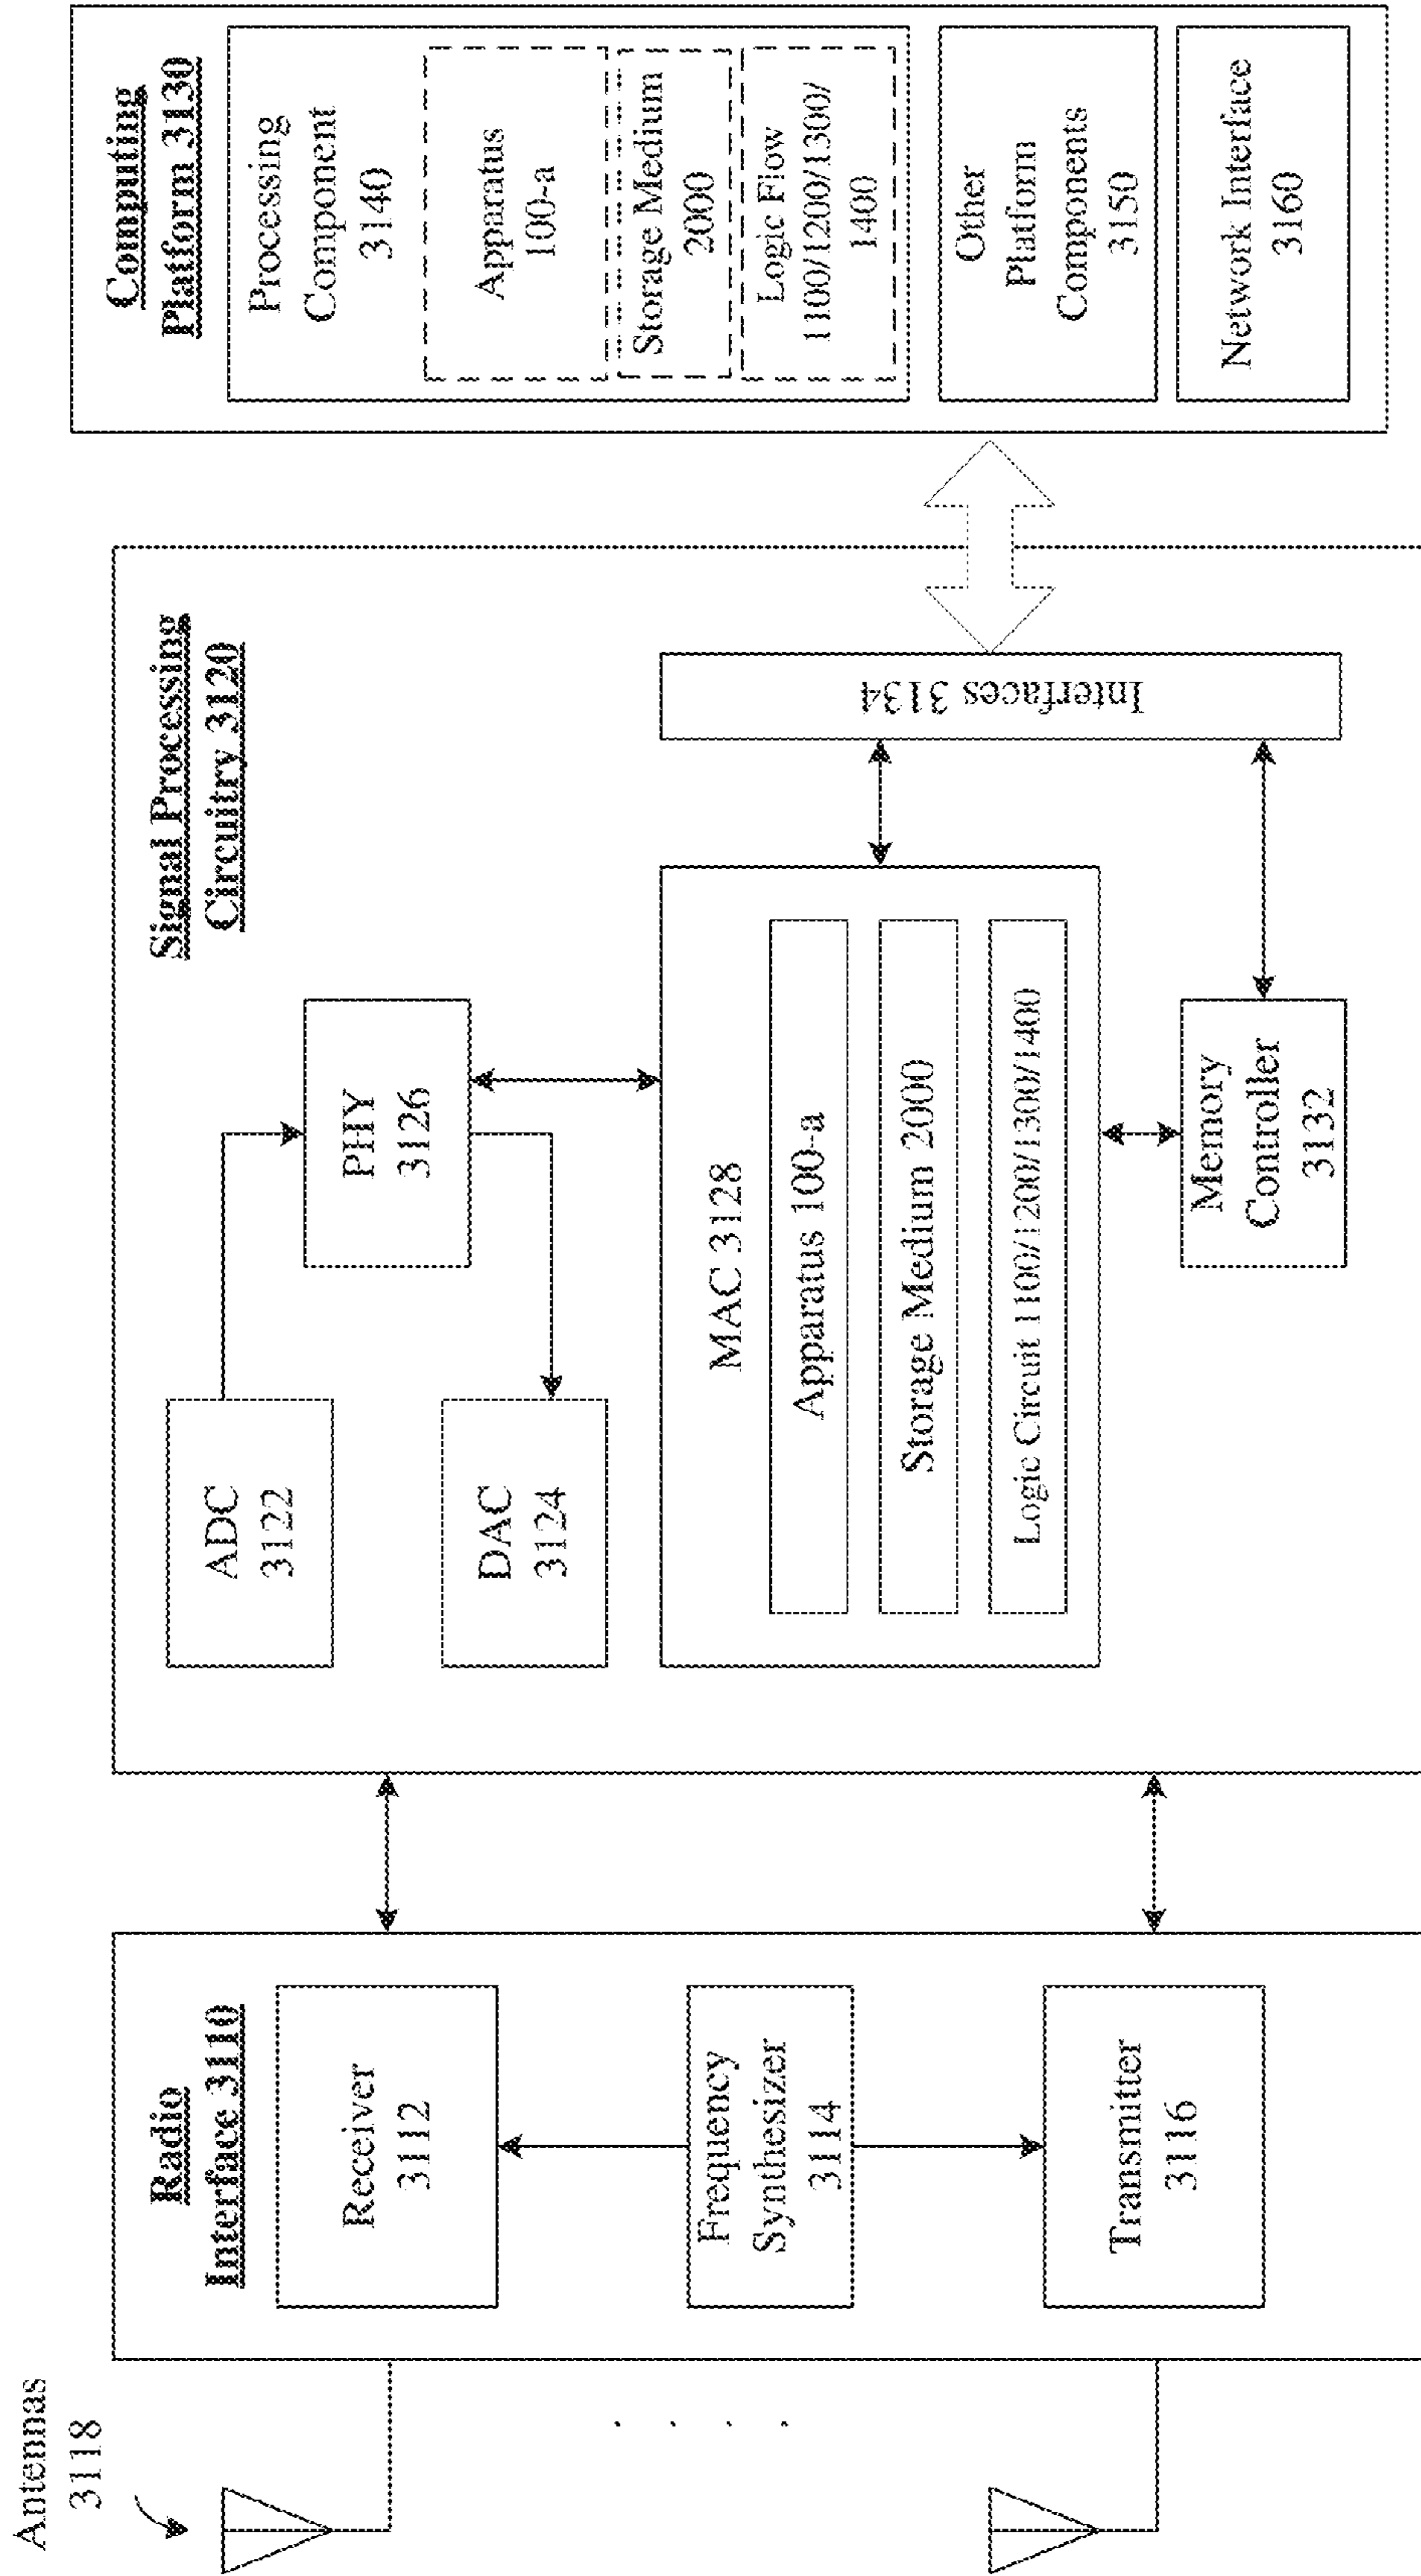 Antennas
3118
Radio
Interface 3110
Receiver
3112
Frequency
Synthesizer
3114
Transmitter
3116
Signal Processing
Circuitry 3120
ADC
3122
DAC
3124
PHY
3126
MAC 3128
Apparatus 100-a
Storage Medium 2000
Logic Circuit 1100/1200/1300/1400
Memory
Controller
3132
Interfaces 3134
Computing
Platform 3130
Processing
Component
3140
Apparatus
100-a
Storage Medium
2000
Logic Flow
1100/1200/1300/
1400
Other
Platform
Components
3150
Network Interface
3160